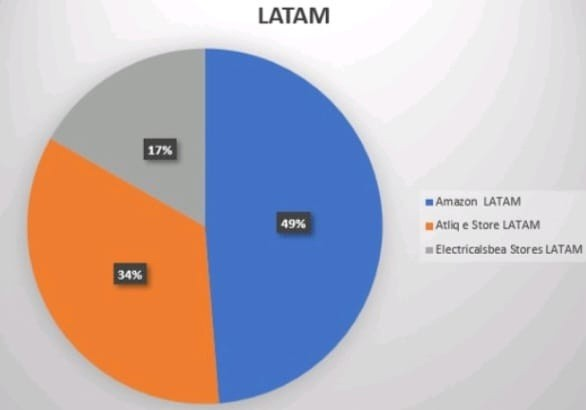 LATAM
17%
49%
34%
Amazon LATAM
Atliq e Store LATAM
Electricalsbea Stores LATAM